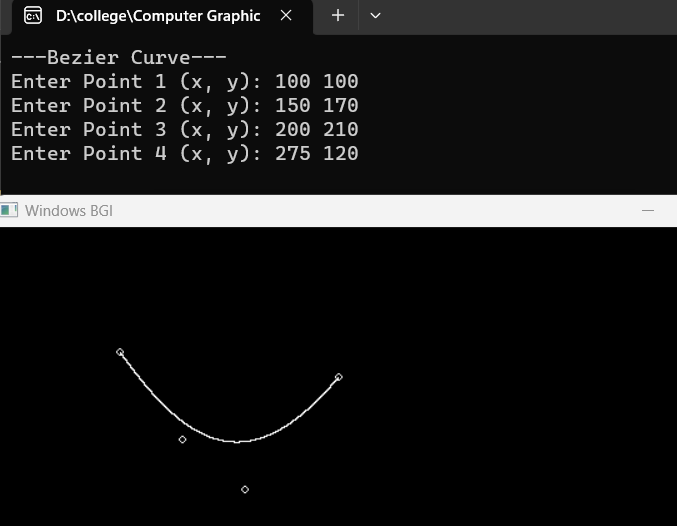 D:\college\Computer Graphic
---Bezier Curve---
Enter Point 1 (x, y): 100 100
Enter Point 2 (x, y): 150 170
Enter Point 3 (x, y): 200 210
Enter Point 4 (x, y): 275 120
Windows BGI